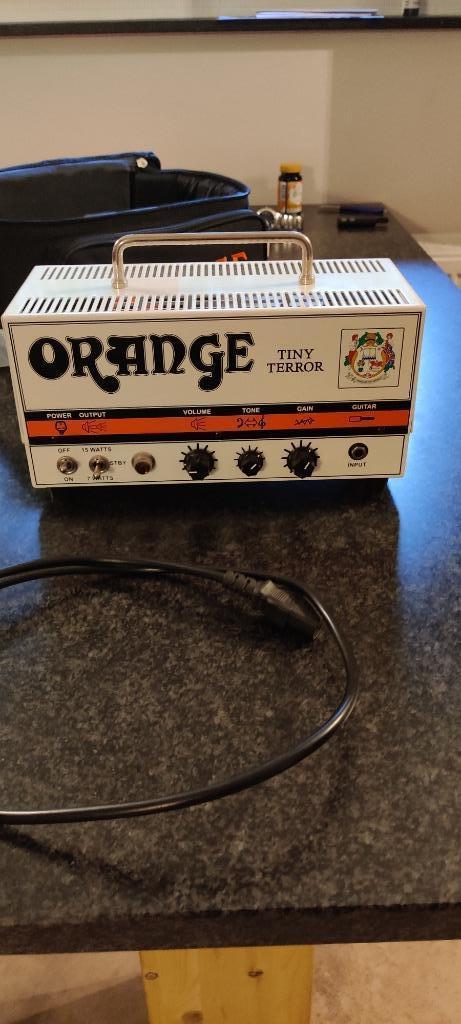 ORANGE
TINY
TERROR
POWER OUTPUT VOLUME TONE GAIN GUITAR
OFF 15 WATTS
STBY
ON 7 WATTS
INPUT